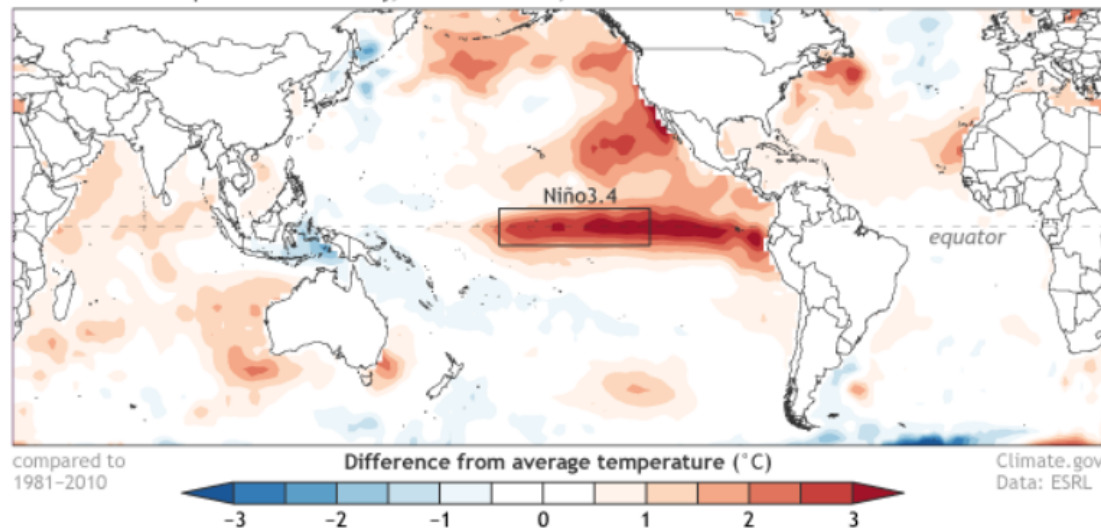 Niño3.4
equator
compared to
1981–2010
Difference from average temperature (°C)
Climate.gov
Data: ESRL
−3 −2 −1 0 1 2 3